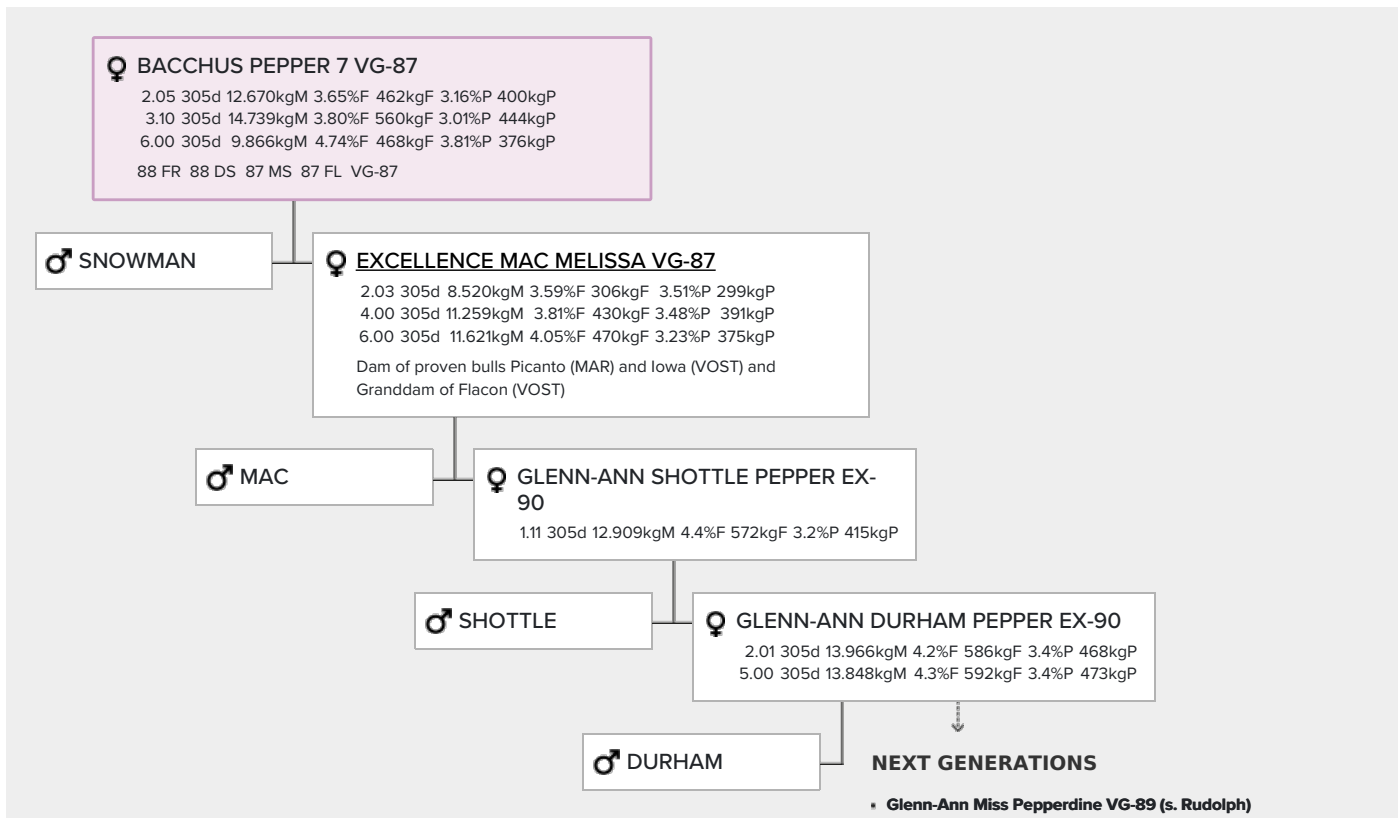 BACCHUS PEPPER 7 VG-87
2.05 305d 12.670kgM 3.65%F 462kgF 3.16%P 400kgP
3.10 305d 14.739kgM 3.80%F 560kgF 3.01%P 444kgP
6.00 305d 9.866kgM 4.74%F 468kgF 3.81%P 376kgP
88 FR 88 DS 87 MS 87 FL VG-87
SNOWMAN
EXCELLENCE MAC MELISSA VG-87
2.03 305d 8.520kgM 3.59%F 306kgF 3.51%P 299kgP
4.00 305d 11.259kgM 3.81%F 430kgF 3.48%P 391kgP
6.00 305d 11.621kgM 4.05%F 470kgF 3.23%P 375kgP
Dam of proven bulls Picanto (MAR) and Iowa (VOST) and
Granddam of Flacon (VOST)
MAC
GLENN-ANN SHOTTLE PEPPER EX-
90
1.11 305d 12.909kgM 4.4%F 572kgF 3.2%P 415kgP
SHOTTLE
GLENN-ANN DURHAM PEPPER EX-90
2.01 305d 13.966kgM 4.2%F 586kgF 3.4%P 468kgP
5.00 305d 13.848kgM 4.3%F 592kgF 3.4%P 473kgP
DURHAM
NEXT GENERATIONS
▪ Glenn-Ann Miss Pepperdine VG-89 (s. Rudolph)